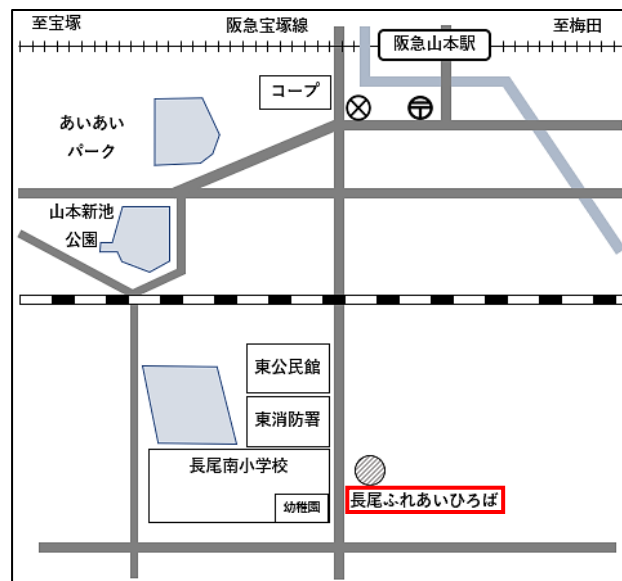 至宝塚
阪急宝塚線
至梅田
阪急山本駅
コープ
あいあい
パーク
山本新池
公園
東公民館
東消防署
長尾南小学校
幼稚園
長尾ふれあいひろば